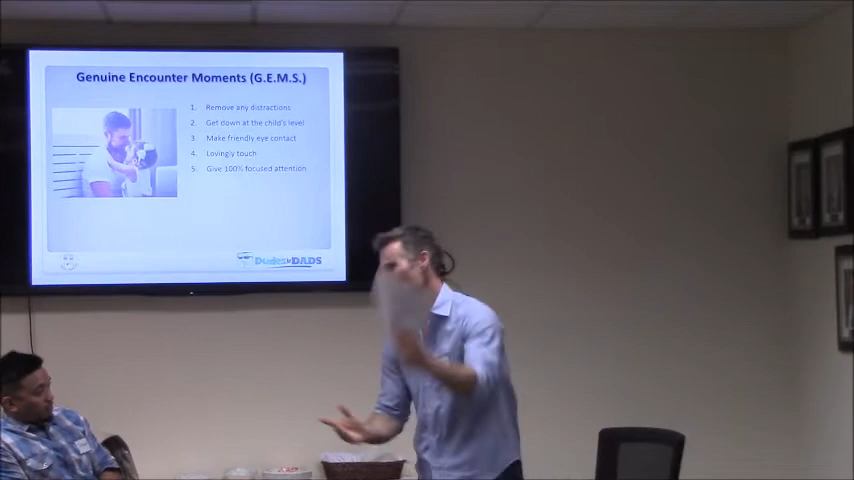 Genuine Encounter Moments (G.E.M.S.)
1. Remove any distractions
2. Get down at the child's level
3. Make friendly eye contact
4. Lovingly touch
5. Give 100% focused attention
Dudes to DADS